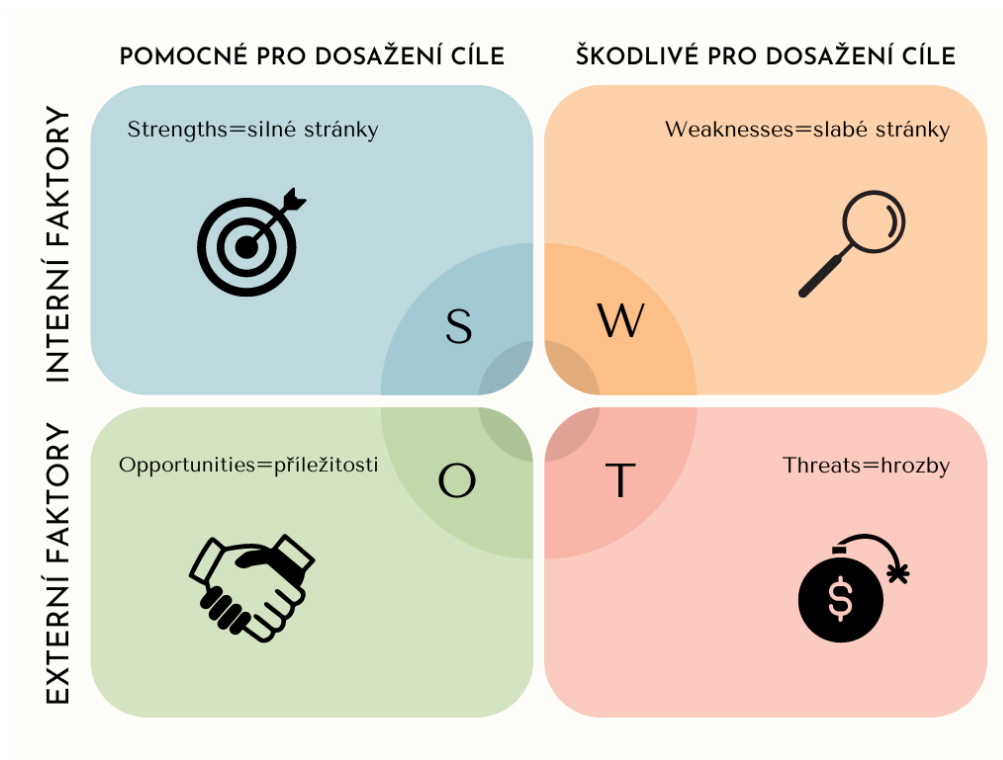 POMOCNÉ PRO DOSAŽENÍ CÍLE
ŠKODLIVÉ PRO DOSAŽENÍ CÍLE
INTERNÍ FAKTORY
Strengths=silné stránky
Weaknesses=slabé stránky
S
W
EXTERNÍ FAKTORY
Opportunities=příležitosti
Threats=hrozby
O
T
$